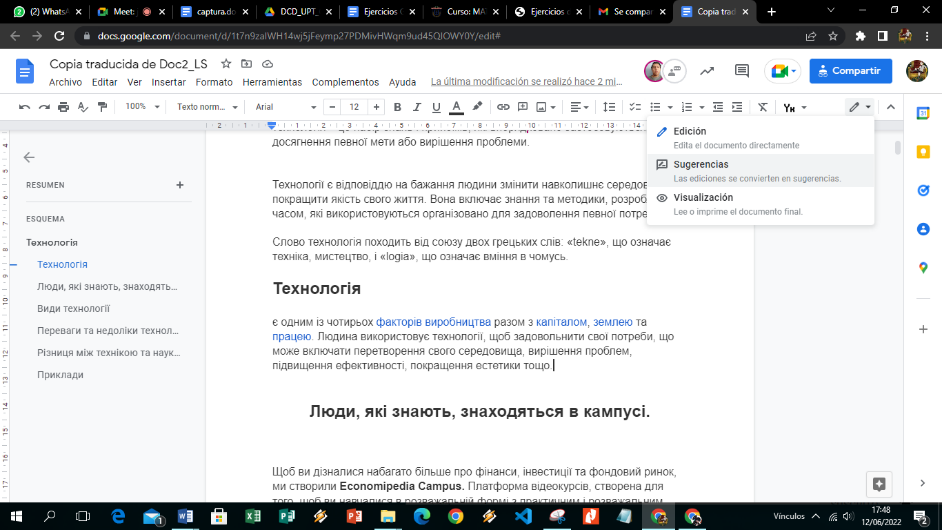 (2) WhatsA
Meet:
captura.do
DCD_UPT_
Ejercicios C
Curso: MAT
Ejercicios c
Se compar
Copia trad
docs.google.com/document/d/1t7n9zalWH14wj5jFeymp27PDMivHWqm9ud45QIOWY0Y/edit#
Copia traducida de Doc2_LS
Archivo Editar Ver Insertar Formato Herramientas Complementos Ayuda La última modificación se realizó hace 2 mi...
Compartir
100% Texto norm... Arial 12
Edición
Edita el documento directamente
Sugerencias
Las ediciones se convierten en sugerencias.
Visualización
Lee o imprime el documento final.
RESUMEN
ESQUEMA
Технологія
Технологія
Люди, які знають, знаходять...
Види технології
Переваги та недоліки технол...
Різниця між технікою та наук...
Приклади
досягнення певної мети або вирішення проблеми.
Технології є відповіддю на бажання людини змінити навколишнє середов
покращити якість свого життя. Вона включає знання та методики, розроб
часом, які використовуються організовано для задоволення певної потре
Слово технологія походить від союзу двох грецьких слів: «tekne», що означає
техніка, мистецтво, і «logia», що означає вміння в чомусь.
Технологія
є одним із чотирьох факторів виробництва разом з капіталом, землею та
працею. Людина використовує технології, щоб задовольнити свої потреби, що
може включати перетворення свого середовища, вирішення проблем,
підвищення ефективності, покращення естетики тощо.
Люди, які знають, знаходяться в кампусі.
Щоб ви дізналися набагато більше про фінанси, інвестиції та фондовий ринок,
ми створили Economipedia Campus. Платформа відеокурсів, створена для
того, щоб ви навчалися в розважальній формі з практичним і розважальним
Vínculos
17:48
12/06/2022